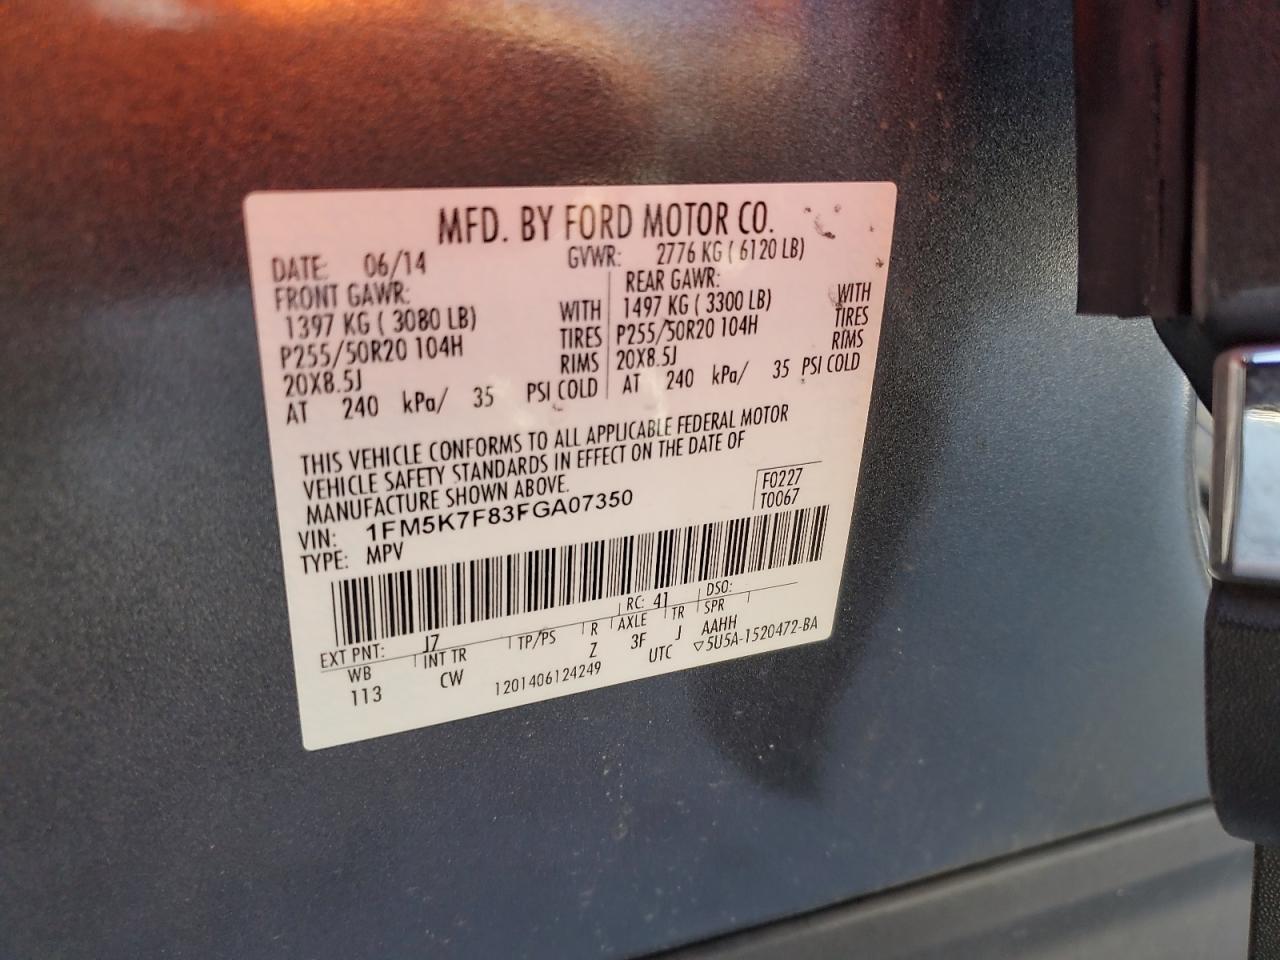 MFD. BY FORD MOTOR CO.
DATE: 06/14 GVWR: 2776 KG ( 6120 LB)
FRONT GAWR: REAR GAWR:
1397 KG ( 3080 LB) WITH 1497 KG ( 3300 LB) WITH
P255/50R20 104H TIRES P255/50R20 104H TIRES
20X8.5J RIMS 20X8.5J RIMS
AT 240 kPa/ 35 PSI COLD AT 240 kPa/ 35 PSI COLD
THIS VEHICLE CONFORMS TO ALL APPLICABLE FEDERAL MOTOR
VEHICLE SAFETY STANDARDS IN EFFECT ON THE DATE OF
MANUFACTURE SHOWN ABOVE.
VIN: 1FM5K7F83FGA07350
TYPE: MPV
F0227
T0067
EXT PNT: J7 RC: 41 DSO:
WB INT TR TP/PS R AXLE TR SPR
113 CW Z 3F J AAHH
1201406124249 UTC ▽5U5A-1520472-BA